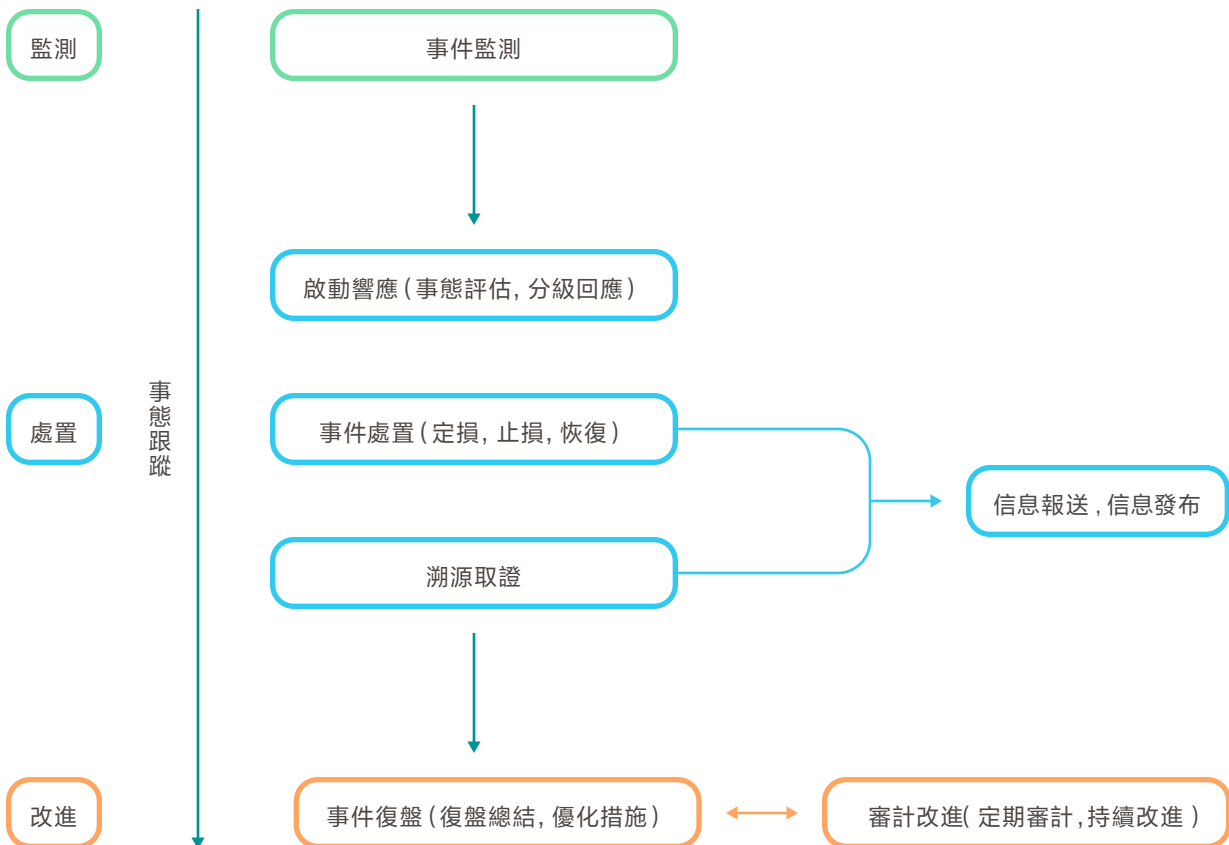 監測
事件監測
啟動響應(事態評估, 分級回應)
事態跟蹤
處置
事件處置(定損, 止損, 恢復)
信息報送,信息發布
溯源取證
改進
事件復盤(復盤總結, 優化措施)
審計改進(定期審計,持續改進)